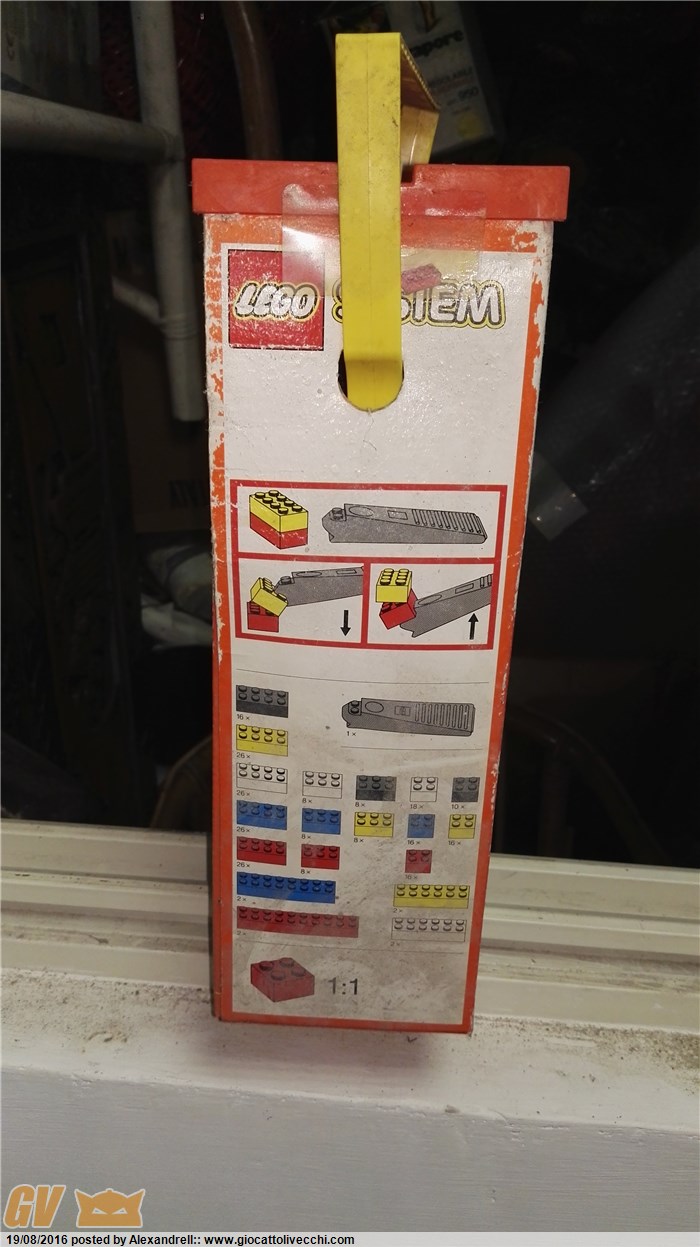 LEGO SYSTEM
1×
16×
26×
26× 8× 8× 18× 10×
26× 8× 8× 16× 16×
26× 8× 16×
2× 2×
2× 2×
1:1
GV
19/08/2016 posted by Alexandrell:: www.giocattolivecchi.com